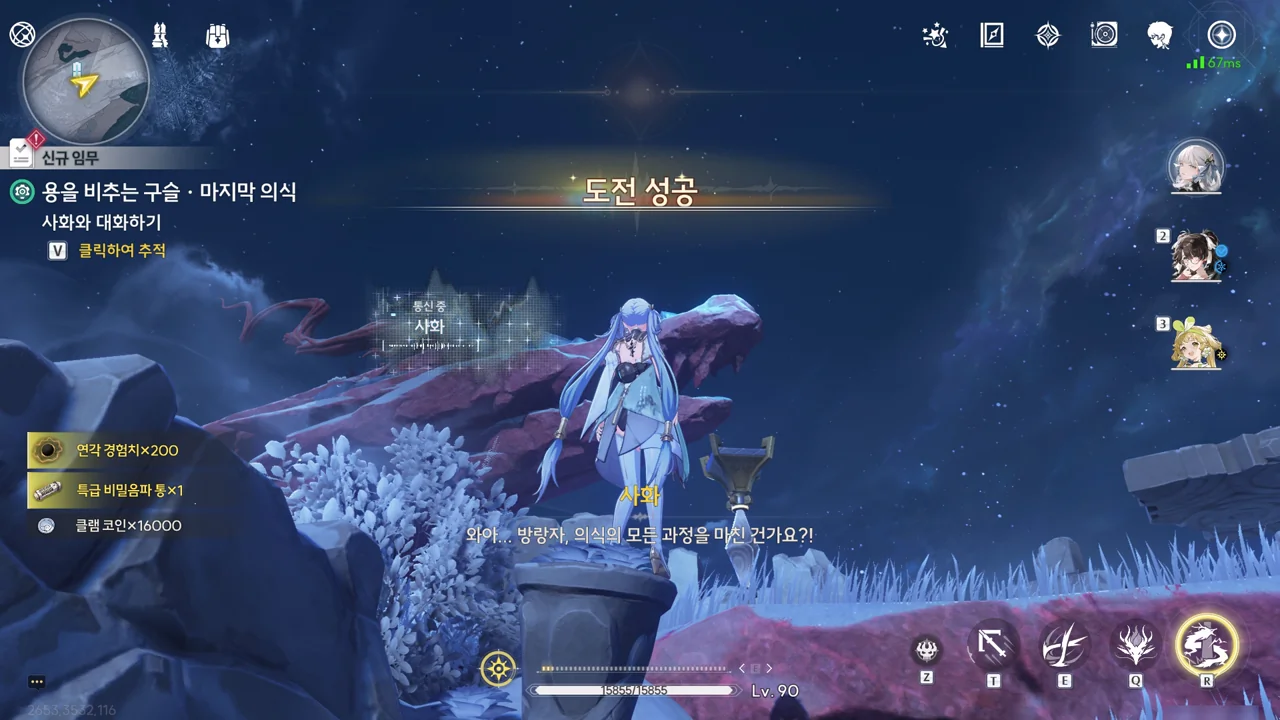 67ms
신규 임무
용을 비추는 구슬 · 마지막 의식
사화와 대화하기
V 클릭하여 추적
도전 성공
통신 중
사화
2
3
연각 경험치×200
특급 비밀음파 통×1
클램 코인×16000
사화
와아... 방랑자, 의식의 모든 과정을 마친 건가요?!
Z T E Q R
15855/15855
Lv. 90
2653,3532,116